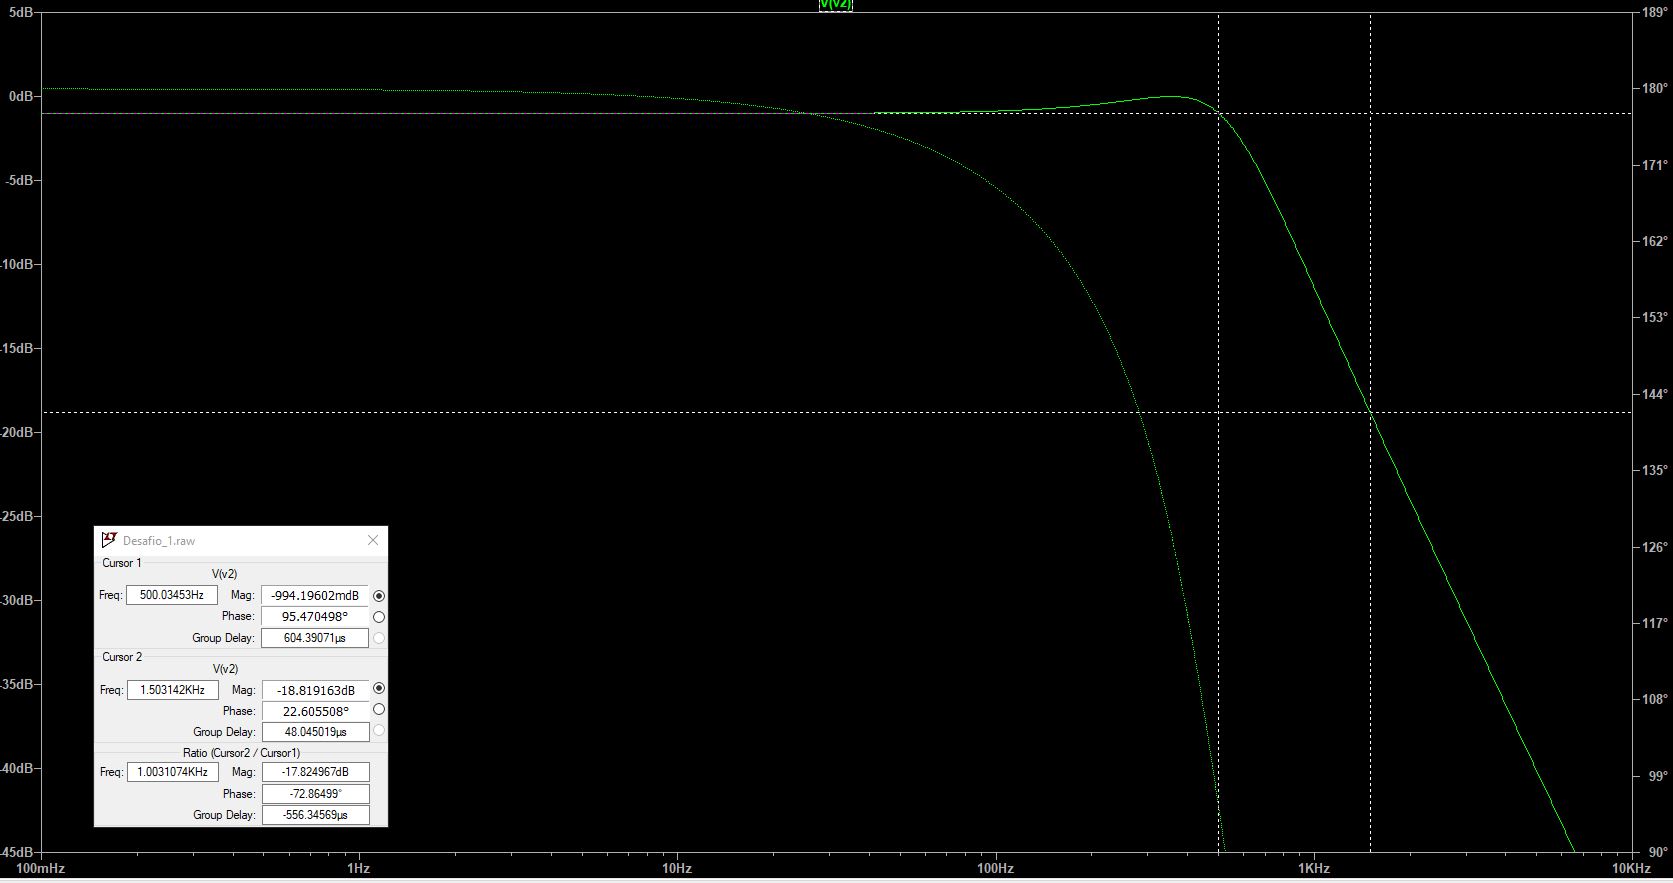 V(v2)
5dB
0dB
-5dB
-10dB
-15dB
-20dB
-25dB
-30dB
-35dB
-40dB
-45dB
189°
180°
171°
162°
153°
144°
135°
126°
117°
108°
99°
90°
100mHz 1Hz 10Hz 100Hz 1KHz 10KHz
Desafio_1.raw
Cursor 1
V(v2)
Freq: 500.03453Hz Mag: -994.19602mdB
Phase: 95.470498°
Group Delay: 604.39071µs
Cursor 2
V(v2)
Freq: 1.503142KHz Mag: -18.819163dB
Phase: 22.605508°
Group Delay: 48.045019µs
Ratio (Cursor2 / Cursor1)
Freq: 1.0031074KHz Mag: -17.824967dB
Phase: -72.86499°
Group Delay: -556.34569µs